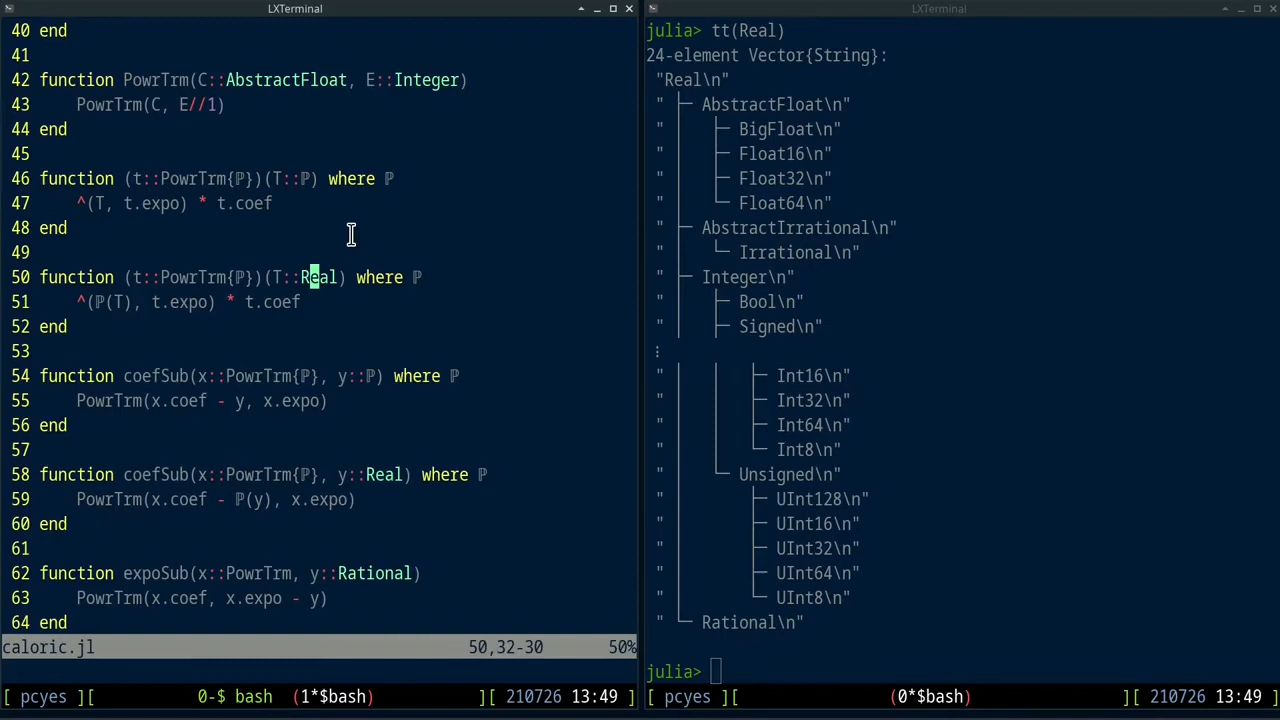 LXTerminal
40 end
41
42 function PowrTrm(C::AbstractFloat, E::Integer)
43     PowrTrm(C, E//1)
44 end
45
46 function (t::PowrTrm{ℙ})(T::ℙ) where ℙ
47     ^(T, t.expo) * t.coef
48 end
49
50 function (t::PowrTrm{ℙ})(T::Real) where ℙ
51     ^(ℙ(T), t.expo) * t.coef
52 end
53
54 function coefSub(x::PowrTrm{ℙ}, y::ℙ) where ℙ
55     PowrTrm(x.coef - y, x.expo)
56 end
57
58 function coefSub(x::PowrTrm{ℙ}, y::Real) where ℙ
59     PowrTrm(x.coef - ℙ(y), x.expo)
60 end
61
62 function expoSub(x::PowrTrm, y::Rational)
63     PowrTrm(x.coef, x.expo - y)
64 end
caloric.jl 50,32-30 50%
[ pcyes ][ 0-$ bash (1*$bash) ][ 210726 13:49 ]
LXTerminal
julia> tt(Real)
24-element Vector{String}:
 "Real\n"
 " ├─ AbstractFloat\n"
 " │   ├─ BigFloat\n"
 " │   ├─ Float16\n"
 " │   ├─ Float32\n"
 " │   └─ Float64\n"
 " ├─ AbstractIrrational\n"
 " │   └─ Irrational\n"
 " ├─ Integer\n"
 " │   ├─ Bool\n"
 " │   ├─ Signed\n"
 ⋮
 " │   │   ├─ Int16\n"
 " │   │   ├─ Int32\n"
 " │   │   ├─ Int64\n"
 " │   │   └─ Int8\n"
 " │   └─ Unsigned\n"
 " │       ├─ UInt128\n"
 " │       ├─ UInt16\n"
 " │       ├─ UInt32\n"
 " │       ├─ UInt64\n"
 " │       └─ UInt8\n"
 " └─ Rational\n"
julia>
[ pcyes ][ (0*$bash) ][ 210726 13:49 ]